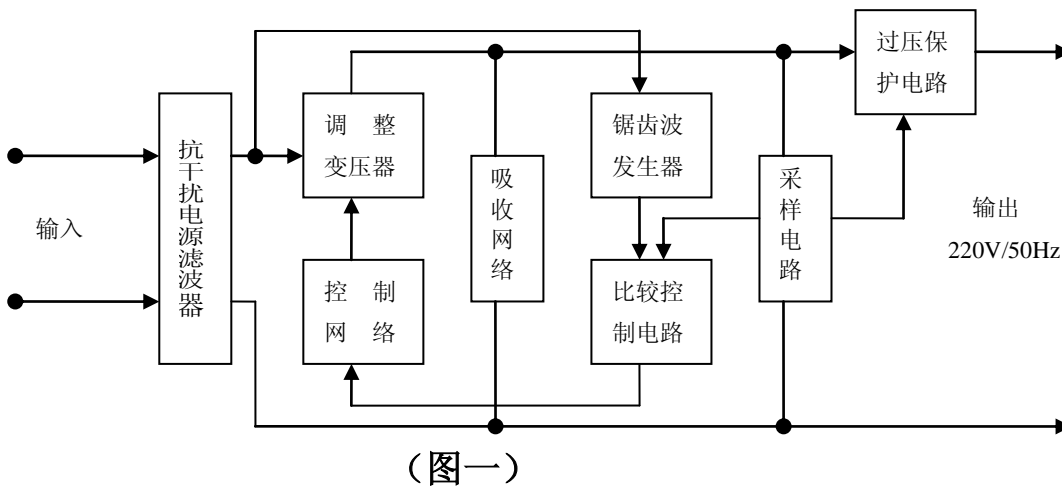 过压保
护电路
调 整
变压器
锯齿波
发生器
抗干扰电源滤波器
吸收网络
采样电路
输入
输出
220V/50Hz
控 制
网 络
比较控
制电路
（图一）